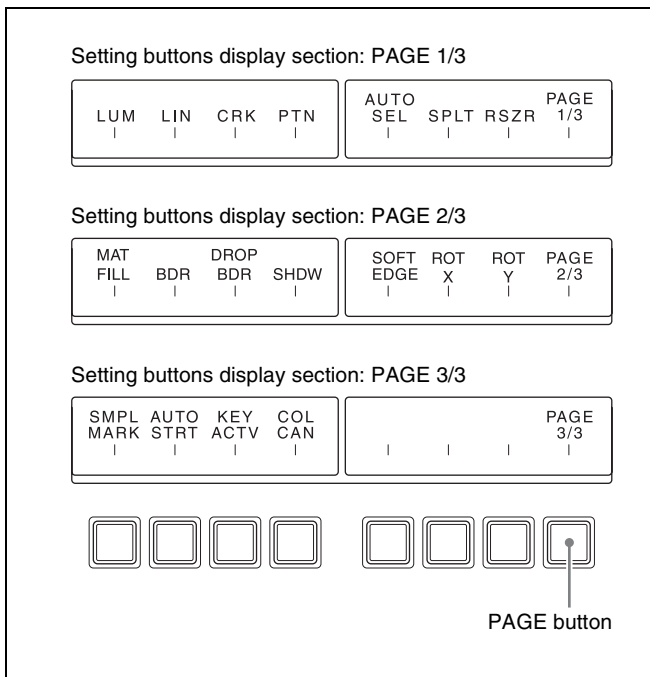 Setting buttons display section: PAGE 1/3
AUTO PAGE
LUM LIN CRK PTN SEL SPLT RSZR 1/3
Setting buttons display section: PAGE 2/3
MAT DROP SOFT ROT ROT PAGE
FILL BDR BDR SHDW EDGE X Y 2/3
Setting buttons display section: PAGE 3/3
SMPL AUTO KEY COL PAGE
MARK STRT ACTV CAN 3/3
PAGE button